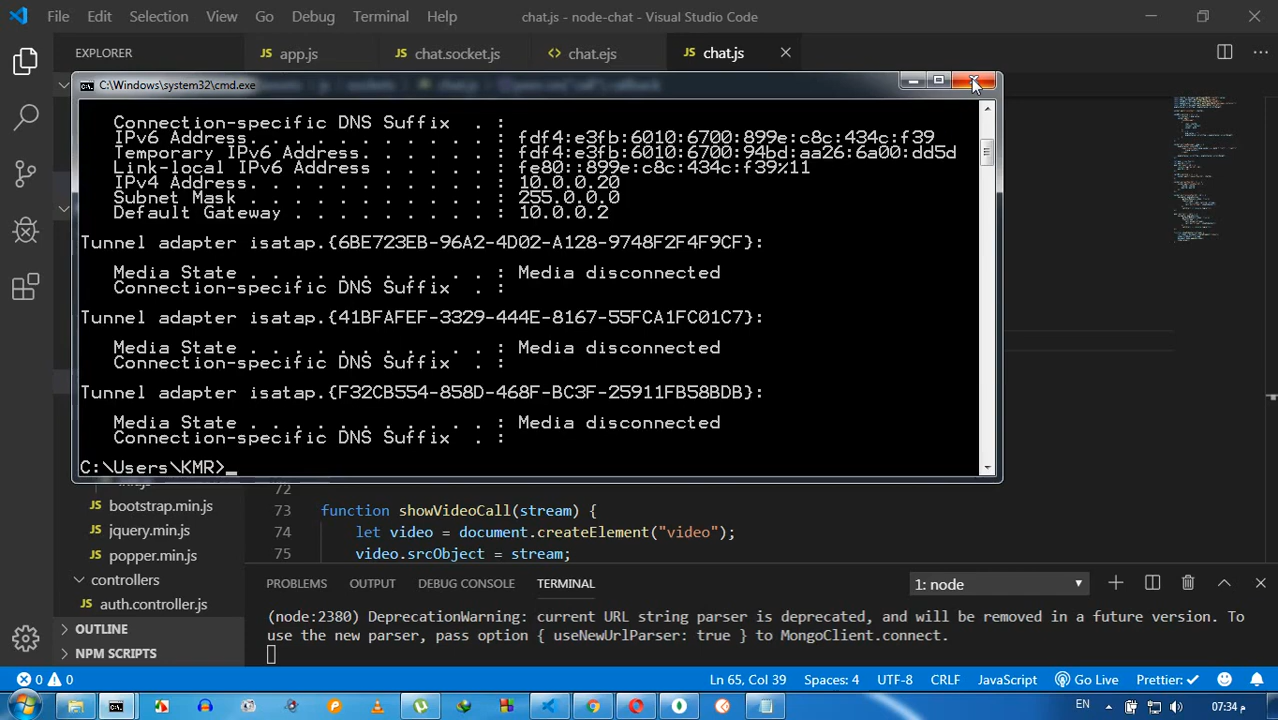 File Edit Selection View Go Debug Terminal Help chat.js - node-chat - Visual Studio Code
EXPLORER
JS app.js
JS chat.socket.js
<> chat.ejs
JS chat.js
C:\Windows\system32\cmd.exe
Connection-specific DNS Suffix . :
IPv6 Address. . . . . . . . . . . : fdf4:e3fb:6010:6700:899e:c8c:434c:f39
Temporary IPv6 Address. . . . . . : fdf4:e3fb:6010:6700:94bd:aa26:6a00:dd5d
Link-local IPv6 Address . . . . . : fe80::899e:c8c:434c:f39%11
IPv4 Address. . . . . . . . . . . : 10.0.0.20
Subnet Mask . . . . . . . . . . . : 255.0.0.0
Default Gateway . . . . . . . . . : 10.0.0.2
Tunnel adapter isatap.{6BE723EB-96A2-4D02-A128-9748F2F4F9CF}:
Media State . . . . . . . . . . . : Media disconnected
Connection-specific DNS Suffix . :
Tunnel adapter isatap.{41BFAFEF-3329-444E-8167-55FCA1FC01C7}:
Media State . . . . . . . . . . . : Media disconnected
Connection-specific DNS Suffix . :
Tunnel adapter isatap.{F32CB554-858D-468F-BC3F-25911FB58BDB}:
Media State . . . . . . . . . . . : Media disconnected
Connection-specific DNS Suffix . :
C:\Users\KMR>_
72
73 function showVideoCall(stream) {
74 let video = document.createElement("video");
75 video.srcObject = stream;
JS bootstrap.min.js
JS jquery.min.js
JS popper.min.js
controllers
JS auth.controller.js
OUTLINE
NPM SCRIPTS
PROBLEMS OUTPUT DEBUG CONSOLE TERMINAL 1: node
(node:2380) DeprecationWarning: current URL string parser is deprecated, and will be removed in a future version. To
use the new parser, pass option { useNewUrlParser: true } to MongoClient.connect.
0 0 Ln 65, Col 39 Spaces: 4 UTF-8 CRLF JavaScript Go Live Prettier: ✓
EN 07:34 م